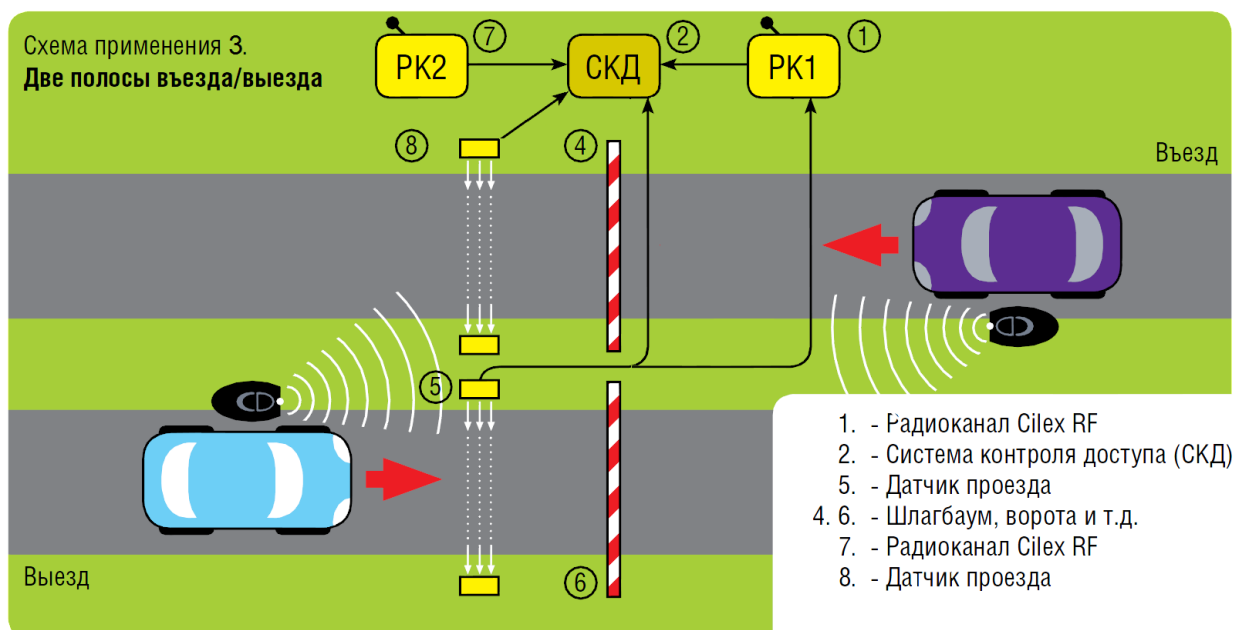 Схема применения 3.
Две полосы въезда/выезда
7
2
1
РК2
СКД
РК1
8
4
Въезд
5
1. - Радиоканал Cilex RF
2. - Система контроля доступа (СКД)
5. - Датчик проезда
4. 6. - Шлагбаум, ворота и т.д.
7. - Радиоканал Cilex RF
8. - Датчик проезда
Выезд
6